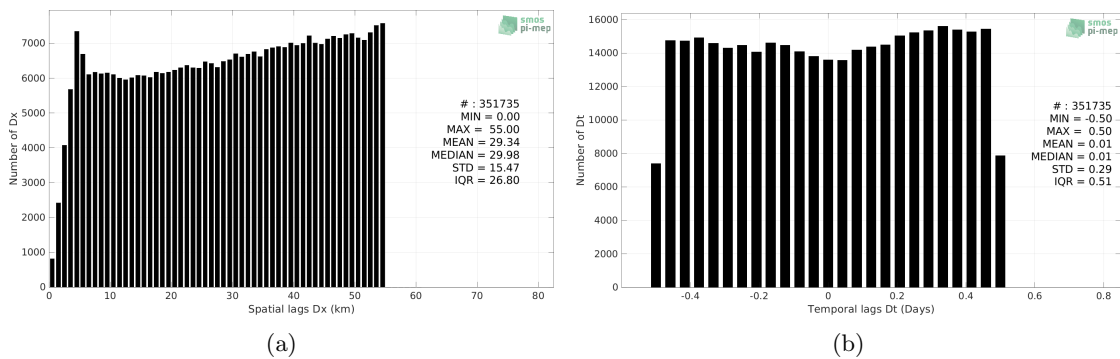 smos
pi-mep
7000
6000
5000
4000
3000
2000
1000
0
Number of Dx
# : 351735
MIN = 0.00
MAX = 55.00
MEAN = 29.34
MEDIAN = 29.98
STD = 15.47
IQR = 26.80
0 10 20 30 40 50 60 70 80
Spatial lags Dx (km)
(a)
smos
pi-mep
16000
14000
12000
10000
8000
6000
4000
2000
0
Number of Dt
# : 351735
MIN = -0.50
MAX = 0.50
MEAN = 0.01
MEDIAN = 0.01
STD = 0.29
IQR = 0.51
-0.4 -0.2 0 0.2 0.4 0.6 0.8
Temporal lags Dt (Days)
(b)